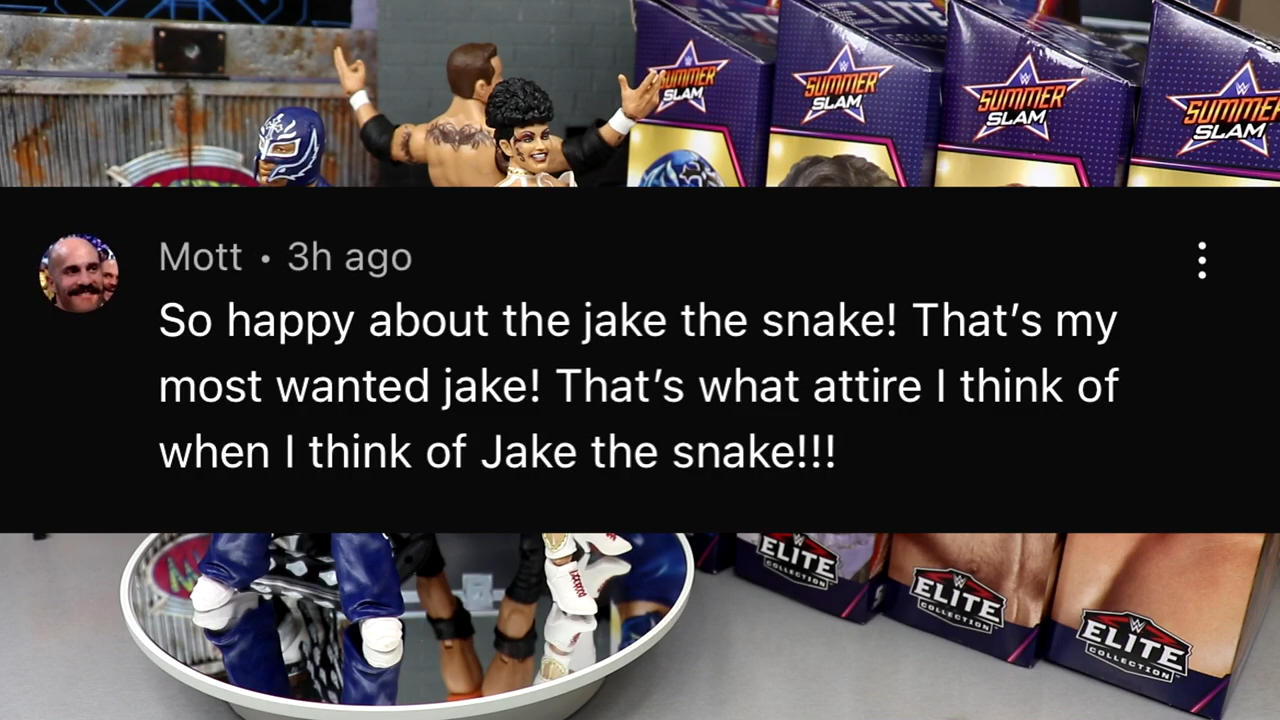 ELITE
SUMMER
SLAM
SUMMER
SLAM
SUMMER
SLAM
SUMMER
SLAM
Mott • 3h ago
So happy about the jake the snake! That’s my
most wanted jake! That’s what attire I think of
when I think of Jake the snake!!!
ELITE
COLLECTION
ELITE
COLLECTION
ELITE
COLLECTION